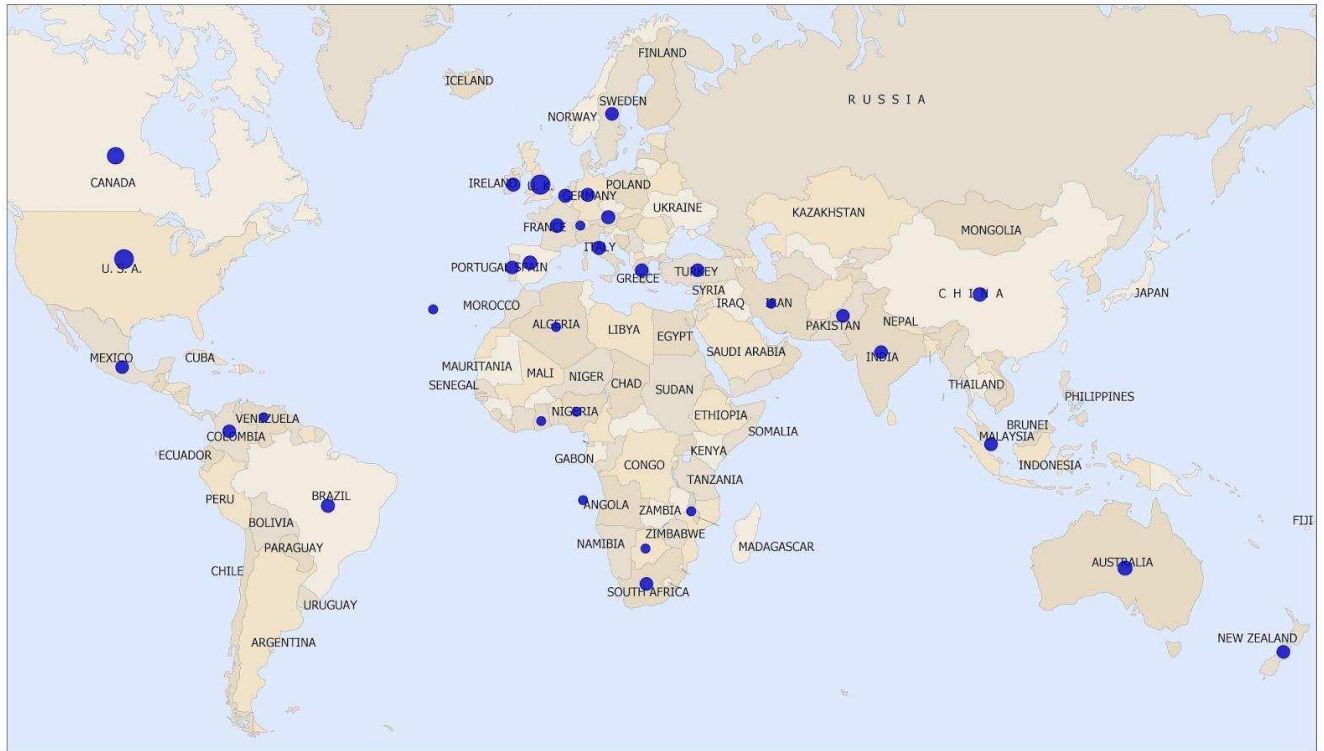 FINLAND
ICELAND
SWEDEN
RUSSIA
NORWAY
CANADA
IRELAND
U. K.
GERMANY
POLAND
UKRAINE
KAZAKHSTAN
MONGOLIA
FRANCE
ITALY
U. S. A.
PORTUGAL
SPAIN
GREECE
TURKEY
SYRIA
CHINA
JAPAN
MOROCCO
IRAQ
IRAN
ALGERIA
LIBYA
EGYPT
PAKISTAN
NEPAL
MEXICO
CUBA
MAURITANIA
MALI
NIGER
CHAD
SAUDI ARABIA
INDIA
SENEGAL
SUDAN
THAILAND
PHILIPPINES
VENEZUELA
NIGERIA
ETHIOPIA
SOMALIA
BRUNEI
COLOMBIA
MALAYSIA
ECUADOR
GABON
CONGO
KENYA
INDONESIA
TANZANIA
PERU
BRAZIL
ANGOLA
ZAMBIA
FIJI
BOLIVIA
ZIMBABWE
PARAGUAY
NAMIBIA
MADAGASCAR
AUSTRALIA
CHILE
SOUTH AFRICA
URUGUAY
ARGENTINA
NEW ZEALAND